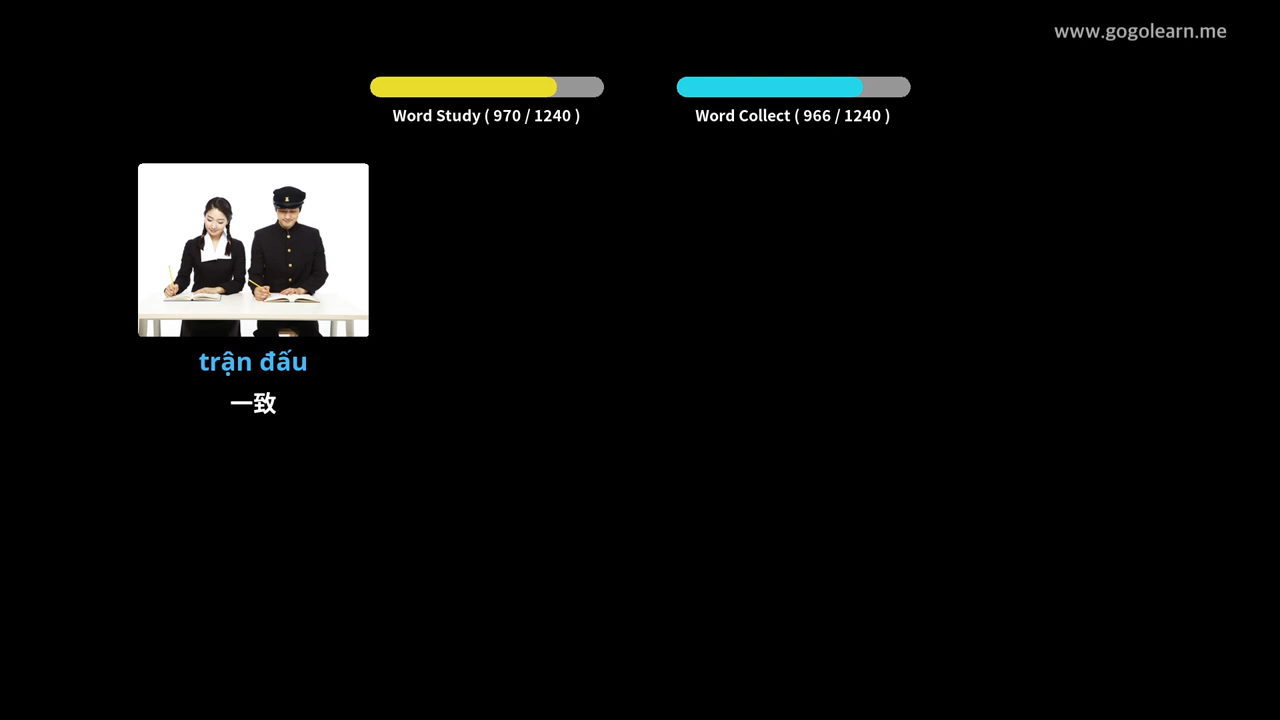 www.gogolearn.me
Word Study ( 970 / 1240 )
Word Collect ( 966 / 1240 )
trận đấu
一致